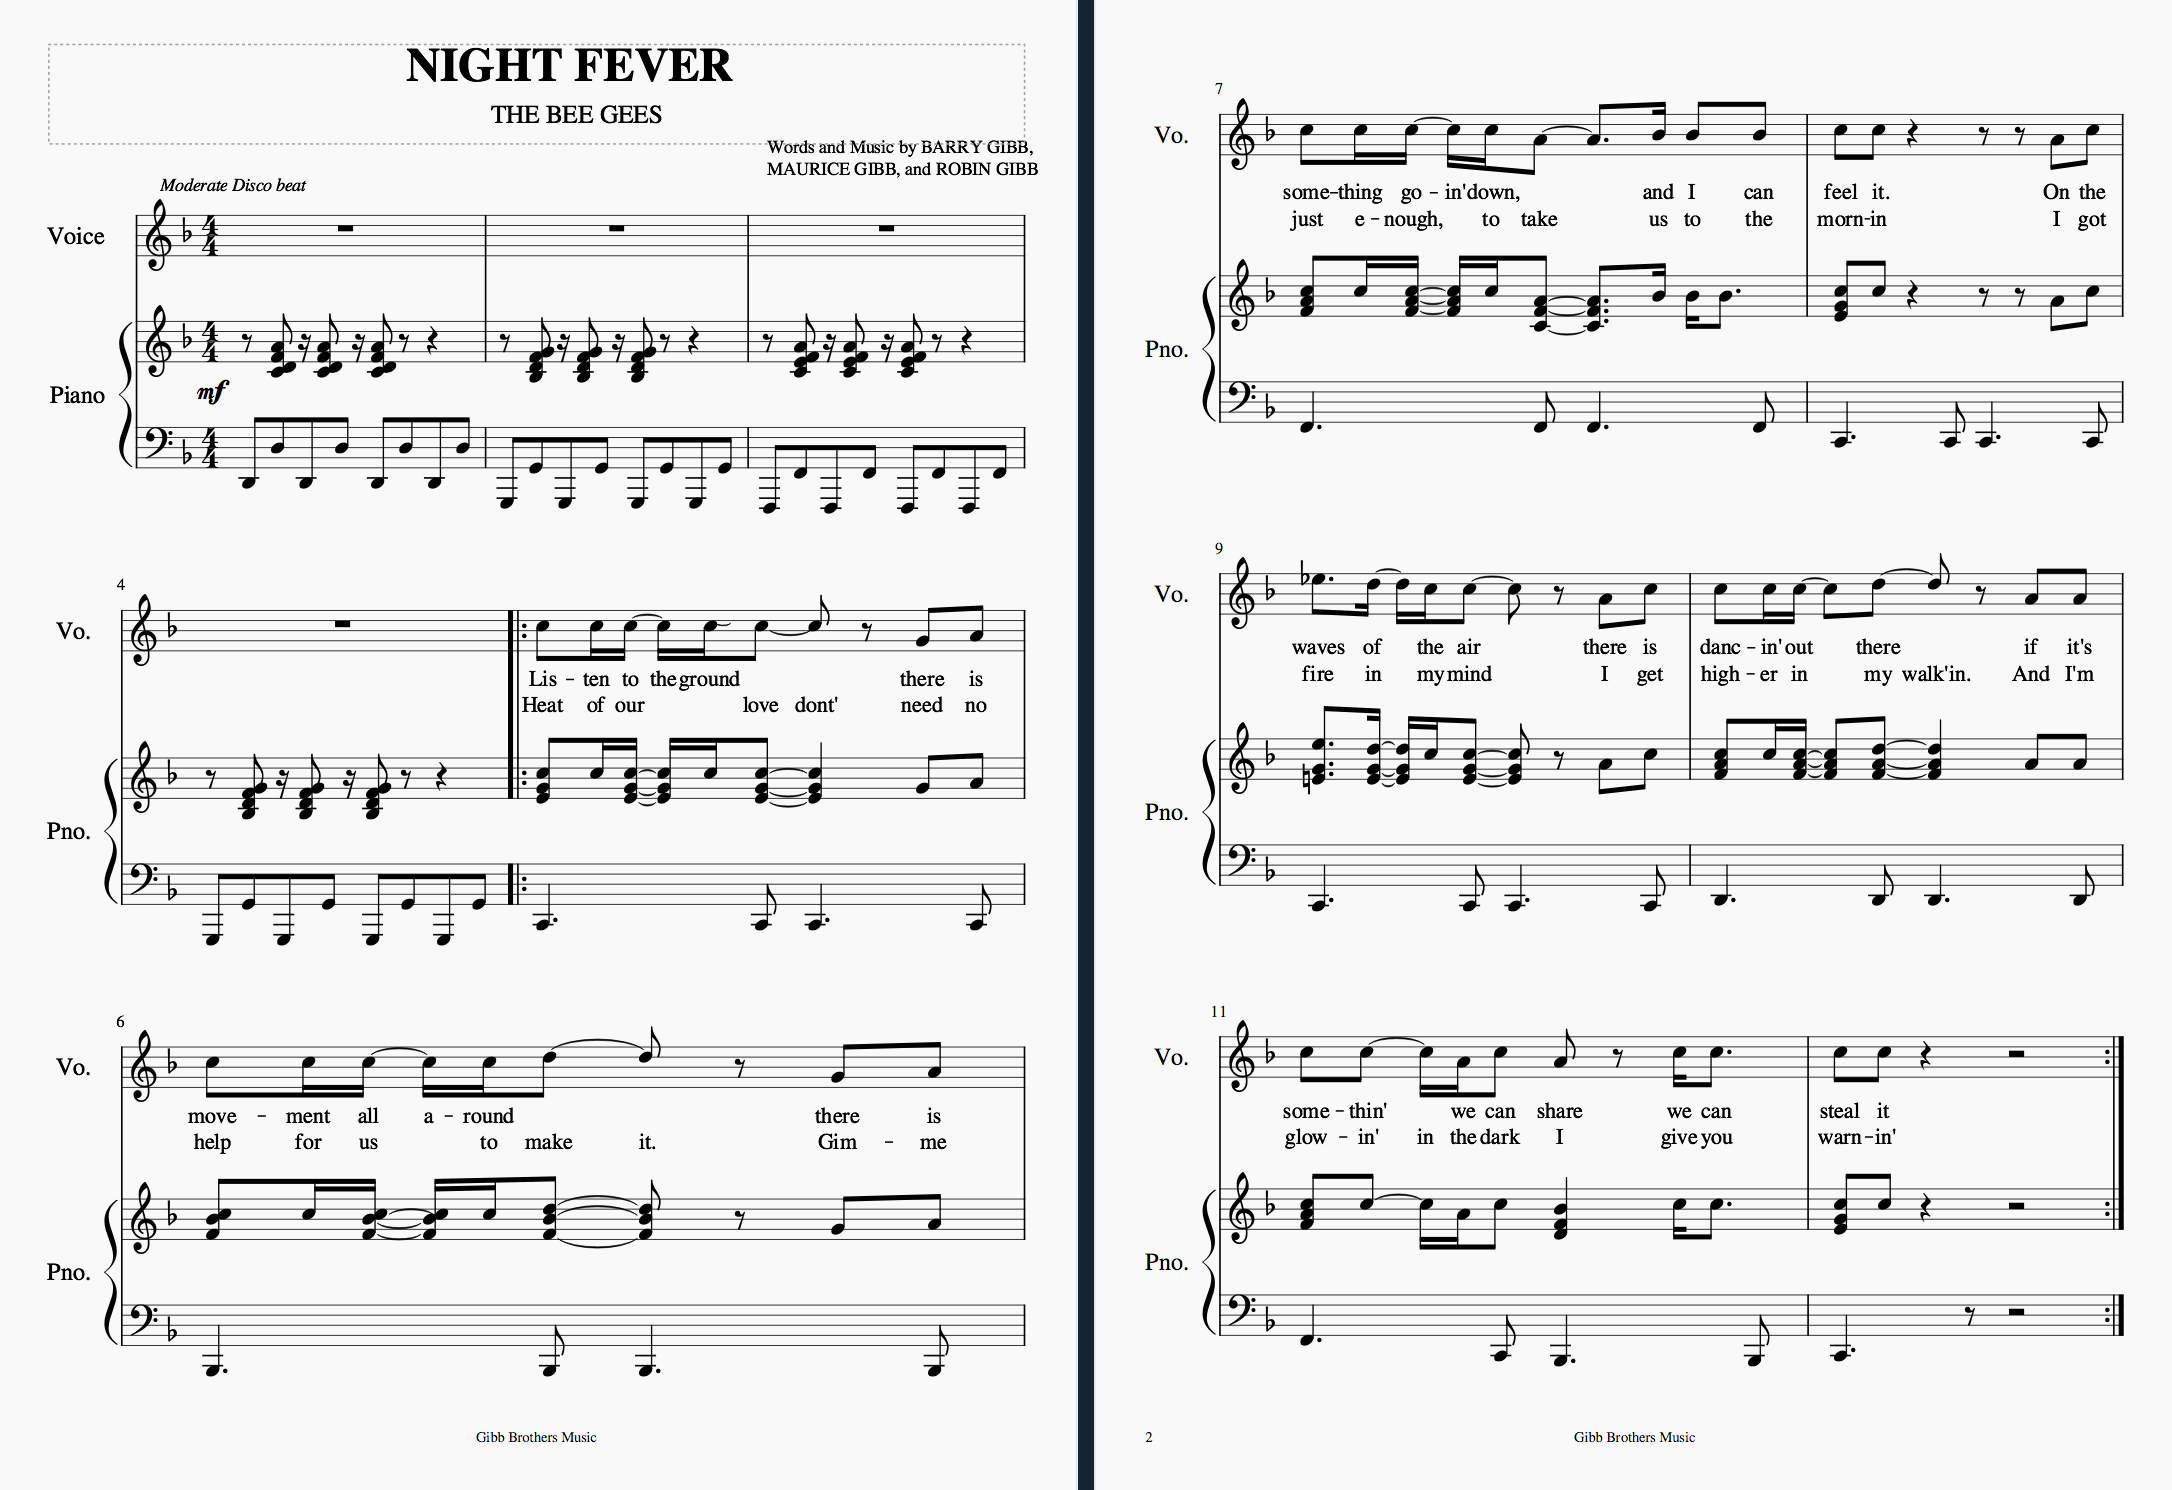 NIGHT FEVER
THE BEE GEES
Words and Music by BARRY GIBB,
MAURICE GIBB, and ROBIN GIBB
Moderate Disco beat
Voice
Piano
mf
4
Vo.
Lis - ten to the ground there is
Heat of our love dont' need no
Pno.
6
Vo.
move - ment all a - round there is
help for us to make it. Gim - me
Pno.
Gibb Brothers Music
7
Vo.
some-thing go - in'down, and I can feel it. On the
just e - nough, to take us to the morn-in I got
Pno.
9
Vo.
waves of the air there is danc - in' out there if it's
fire in my mind I get high - er in my walk'in. And I'm
Pno.
11
Vo.
some - thin' we can share we can steal it
glow - in' in the dark I give you warn-in'
Pno.
2
Gibb Brothers Music